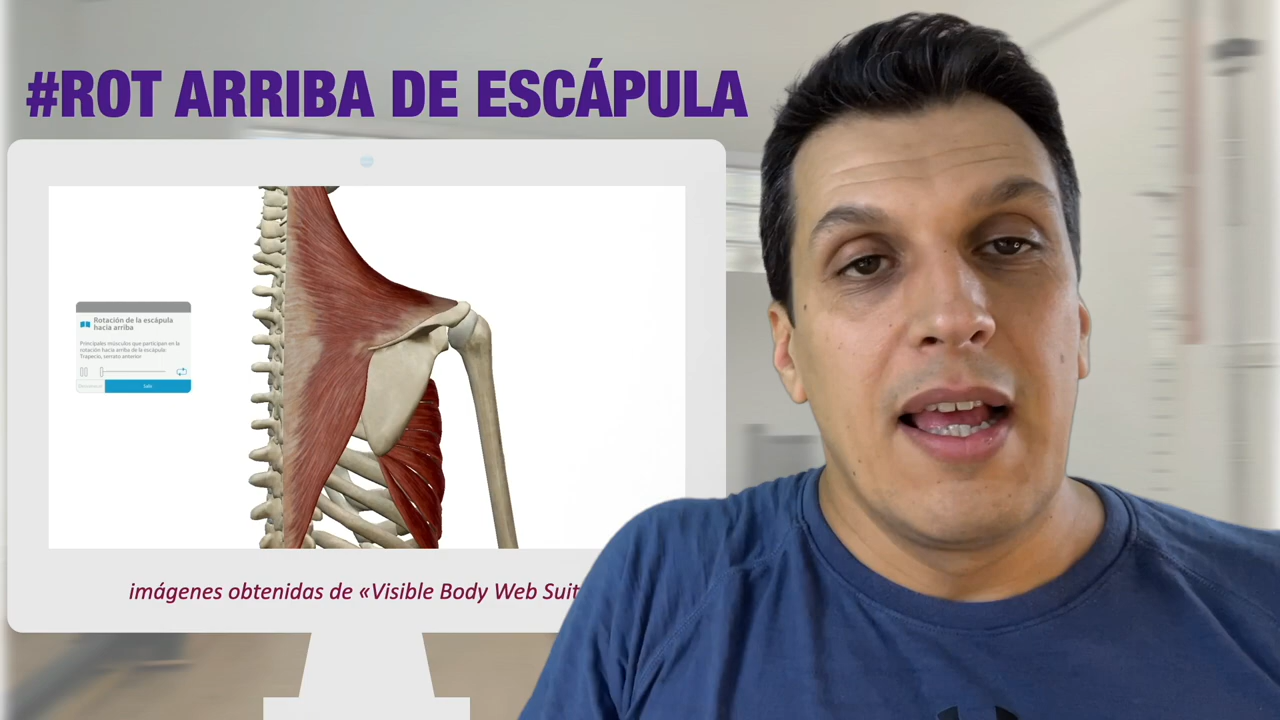 #ROT ARRIBA DE ESCÁPULA
Rotación de la escápula
hacia arriba
Principales músculos que participan en la
rotación hacia arriba de la escápula:
Trapecio, serrato anterior
Salir
imágenes obtenidas de «Visible Body Web Suit